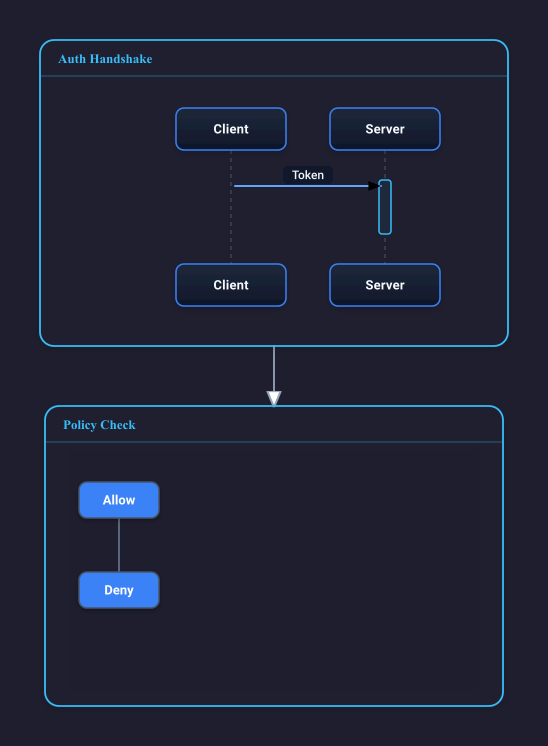 Auth Handshake
Client
Server
Token
Client
Server
Policy Check
Allow
Deny